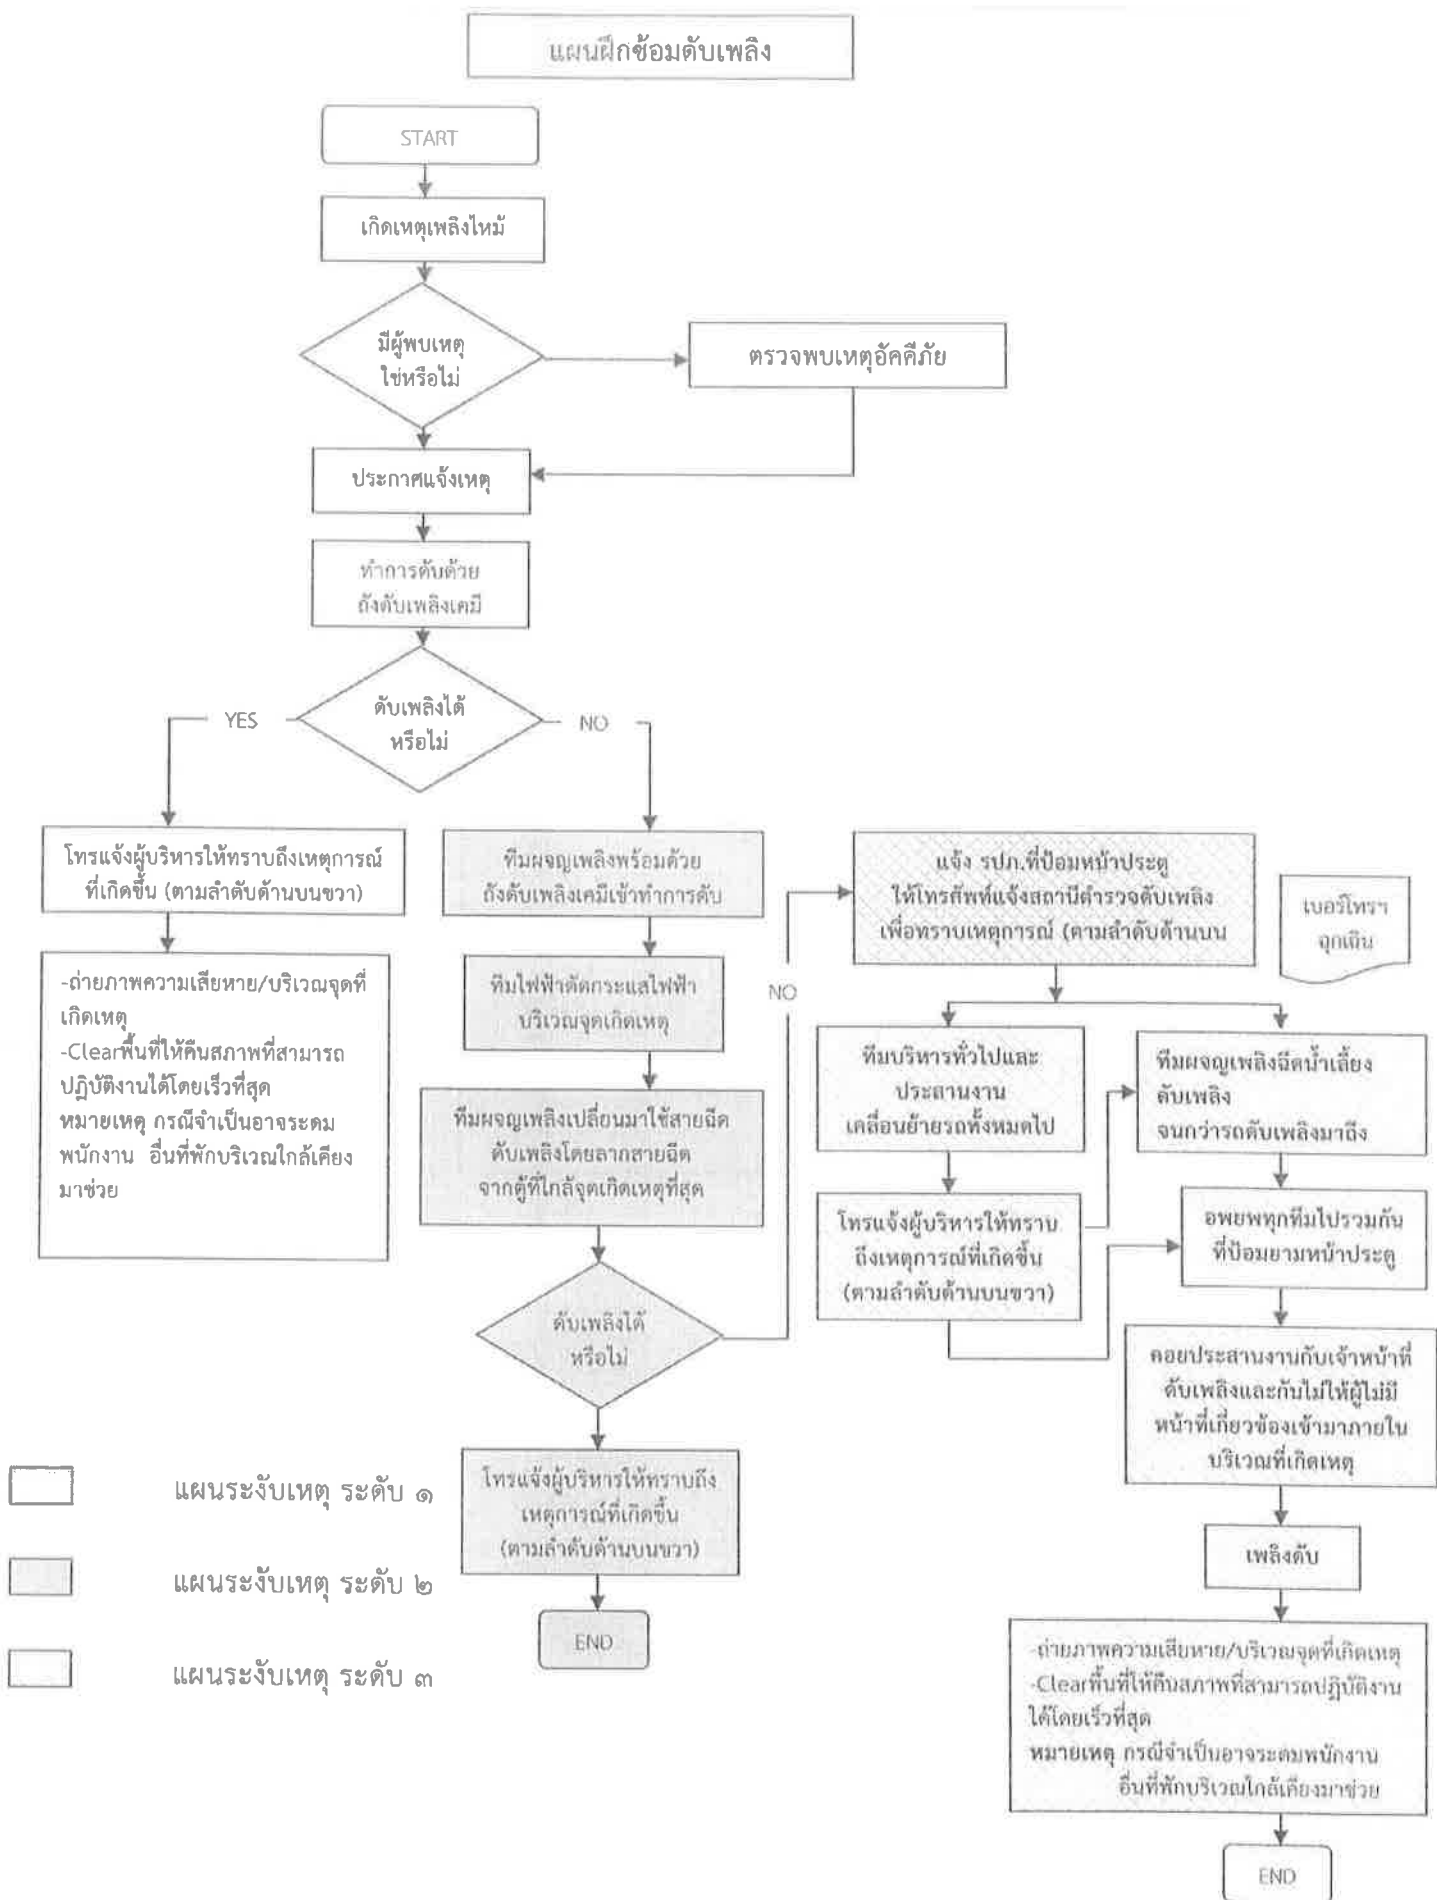 แผนฝึกซ้อมดับเพลิง
START
เกิดเหตุเพลิงไหม้
มีผู้พบเหตุ
ใช่หรือไม่
ตรวจพบเหตุอัคคีภัย
ประกาศแจ้งเหตุ
ทำการดับด้วย
ถังดับเพลิงเคมี
ดับเพลิงได้
หรือไม่
YES
NO
โทรแจ้งผู้บริหารให้ทราบถึงเหตุการณ์
ที่เกิดขึ้น (ตามลำดับด้านบนขวา)
-ถ่ายภาพความเสียหาย/บริเวณจุดที่
เกิดเหตุ
-Clearพื้นที่ให้คืนสภาพที่สามารถ
ปฏิบัติงานได้โดยเร็วที่สุด
หมายเหตุ กรณีจำเป็นอาจระดม
พนักงาน อื่นที่พักบริเวณใกล้เคียง
มาช่วย
ทีมผจญเพลิงพร้อมด้วย
ถังดับเพลิงเคมีเข้าทำการดับ
ทีมไฟฟ้าตัดกระแสไฟฟ้า
บริเวณจุดเกิดเหตุ
ทีมผจญเพลิงเปลี่ยนมาใช้สายฉีด
ดับเพลิงโดยลากสายฉีด
จากตู้ที่ใกล้จุดเกิดเหตุที่สุด
ดับเพลิงได้
หรือไม่
NO
โทรแจ้งผู้บริหารให้ทราบถึง
เหตุการณ์ที่เกิดขึ้น
(ตามลำดับด้านบนขวา)
END
แจ้ง รปภ.ที่ป้อมหน้าประตู
ให้โทรศัพท์แจ้งสถานีตำรวจดับเพลิง
เพื่อทราบเหตุการณ์ (ตามลำดับด้านบน
เบอร์โทรฯ
ฉุกเฉิน
ทีมบริหารทั่วไปและ
ประสานงาน
เคลื่อนย้ายรถทั้งหมดไป
โทรแจ้งผู้บริหารให้ทราบ
ถึงเหตุการณ์ที่เกิดขึ้น
(ตามลำดับด้านบนขวา)
ทีมผจญเพลิงฉีดน้ำเลี้ยง
ดับเพลิง
จนกว่ารถดับเพลิงมาถึง
อพยพทุกทีมไปรวมกัน
ที่ป้อมยามหน้าประตู
คอยประสานงานกับเจ้าหน้าที่
ดับเพลิงและกันไม่ให้ผู้ไม่มี
หน้าที่เกี่ยวข้องเข้ามาภายใน
บริเวณที่เกิดเหตุ
เพลิงดับ
-ถ่ายภาพความเสียหาย/บริเวณจุดที่เกิดเหตุ
-Clearพื้นที่ให้คืนสภาพที่สามารถปฏิบัติงาน
ได้โดยเร็วที่สุด
หมายเหตุ กรณีจำเป็นอาจระดมพนักงาน
อื่นที่พักบริเวณใกล้เคียงมาช่วย
END
แผนระงับเหตุ ระดับ ๑
แผนระงับเหตุ ระดับ ๒
แผนระงับเหตุ ระดับ ๓